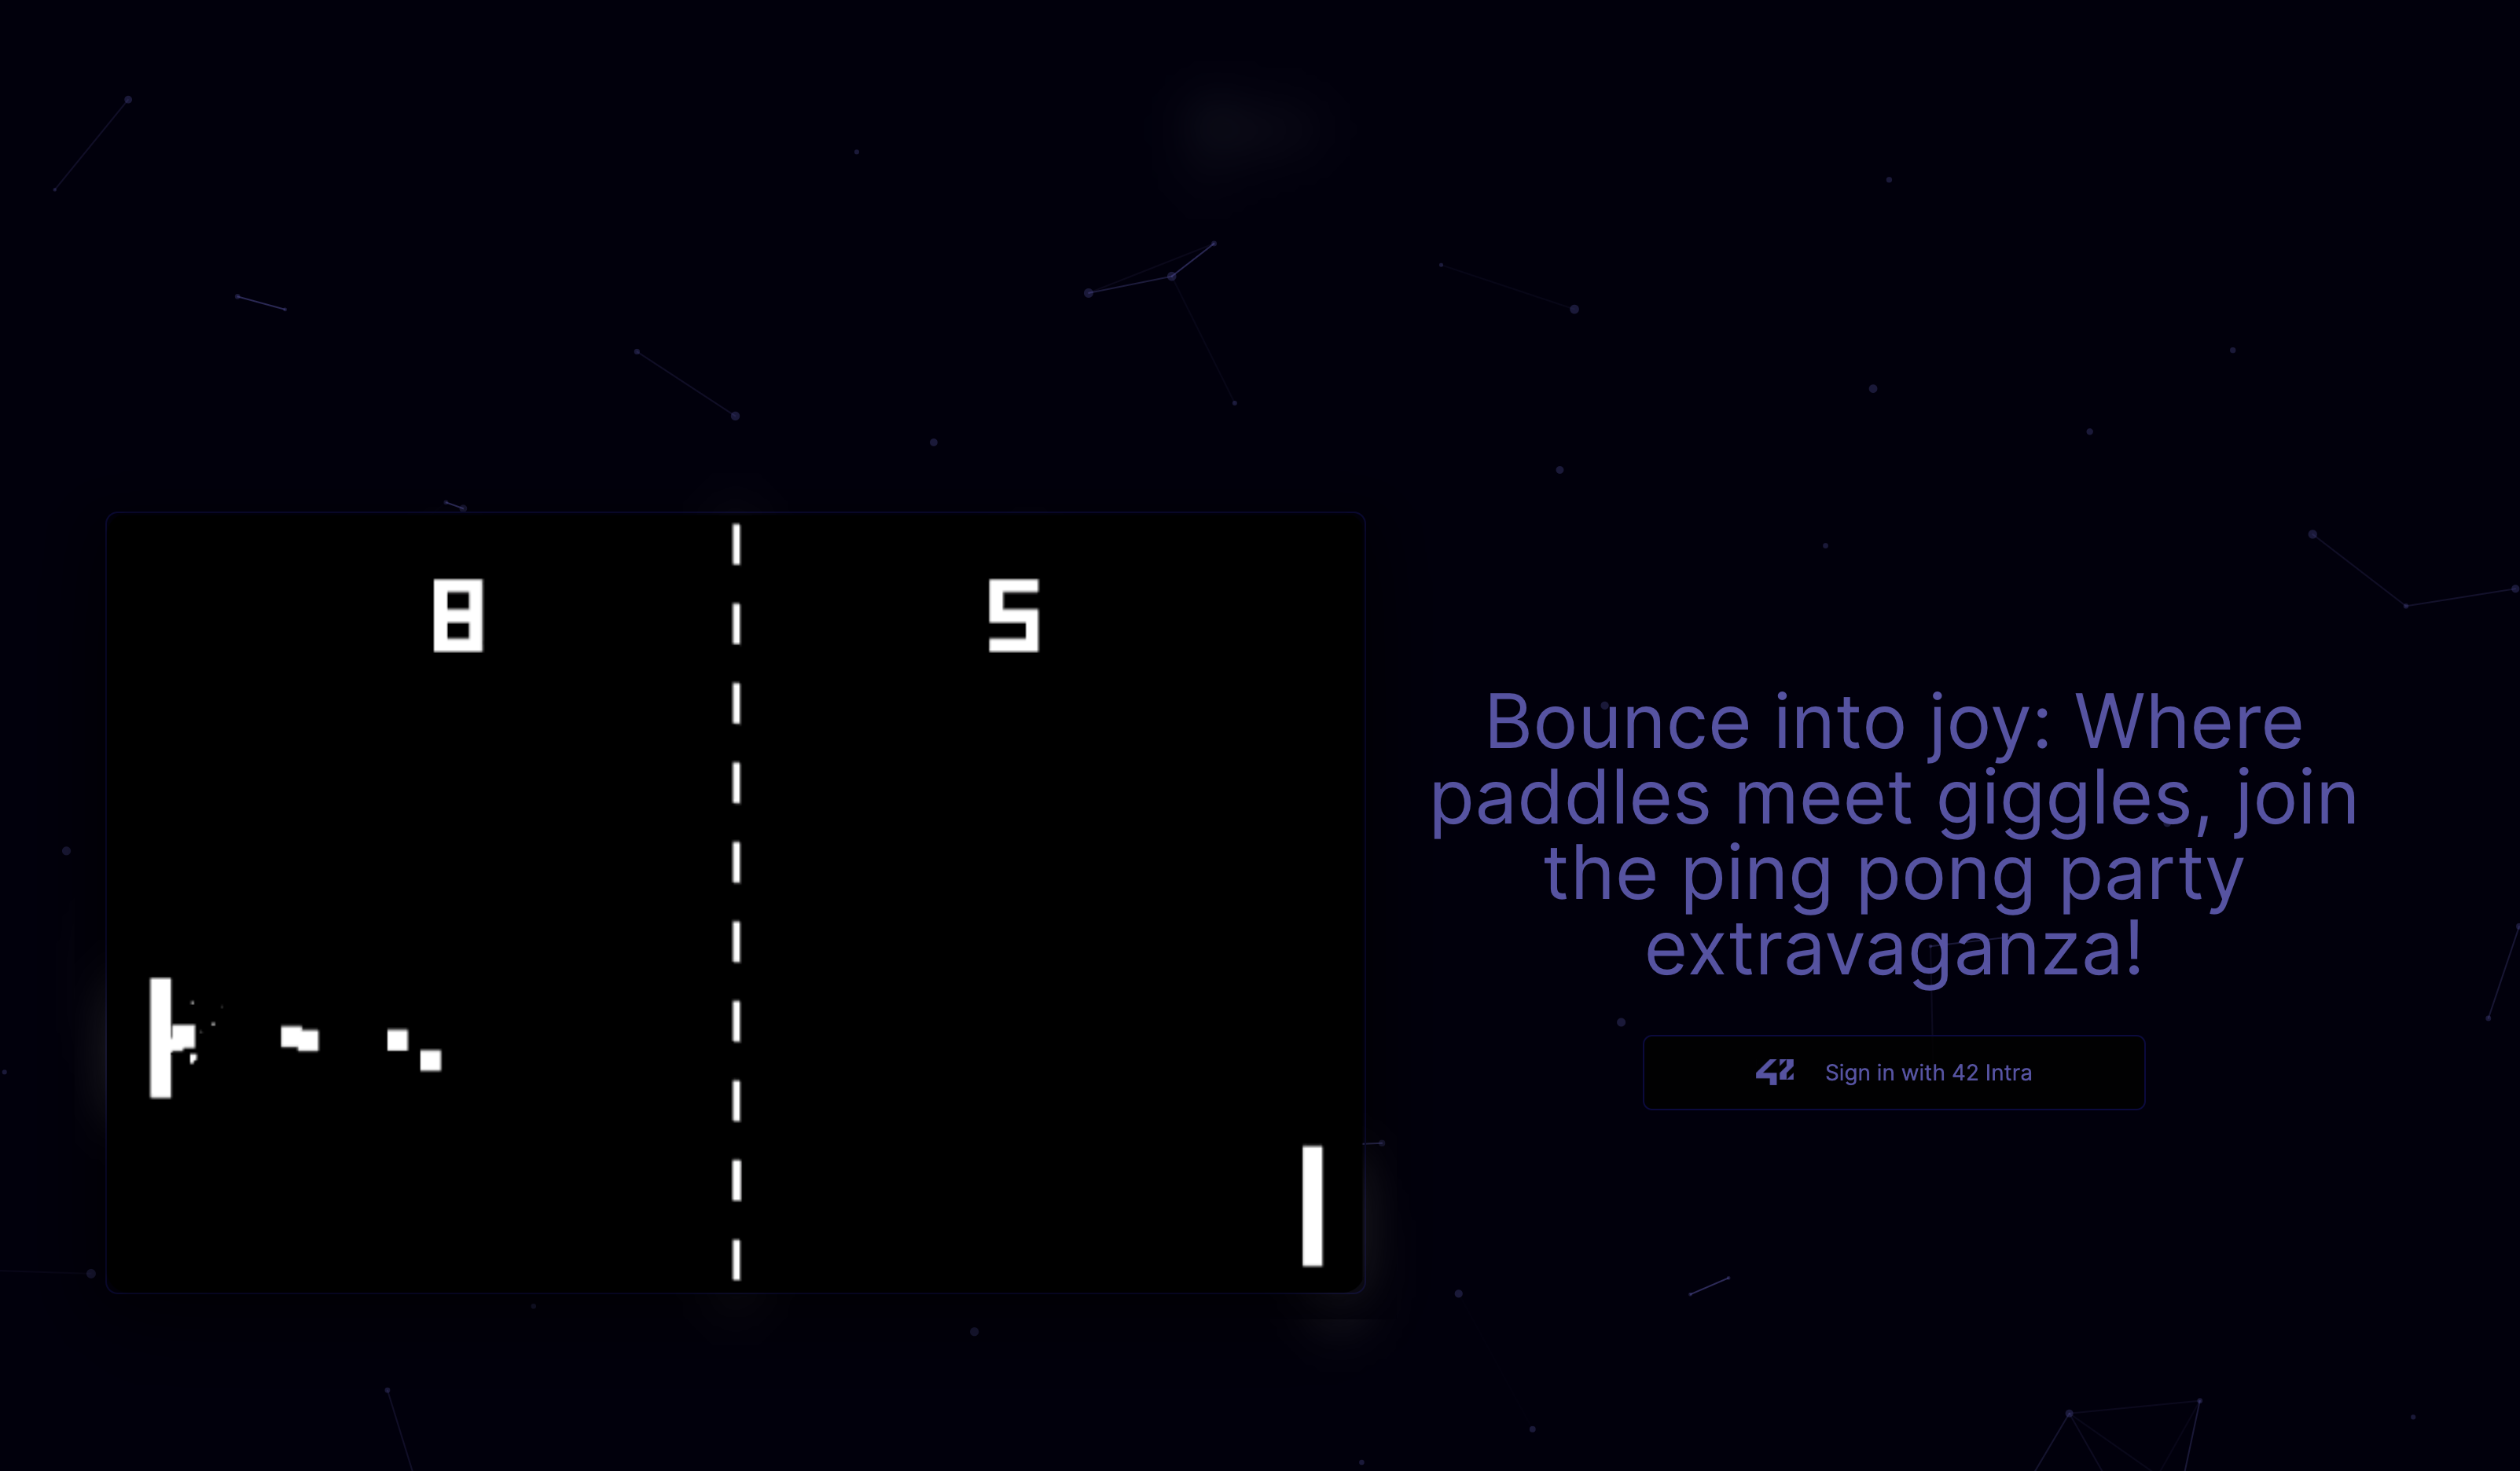 8 5
Bounce into joy: Where
paddles meet giggles, join
the ping pong party
extravaganza!
42 Sign in with 42 Intra